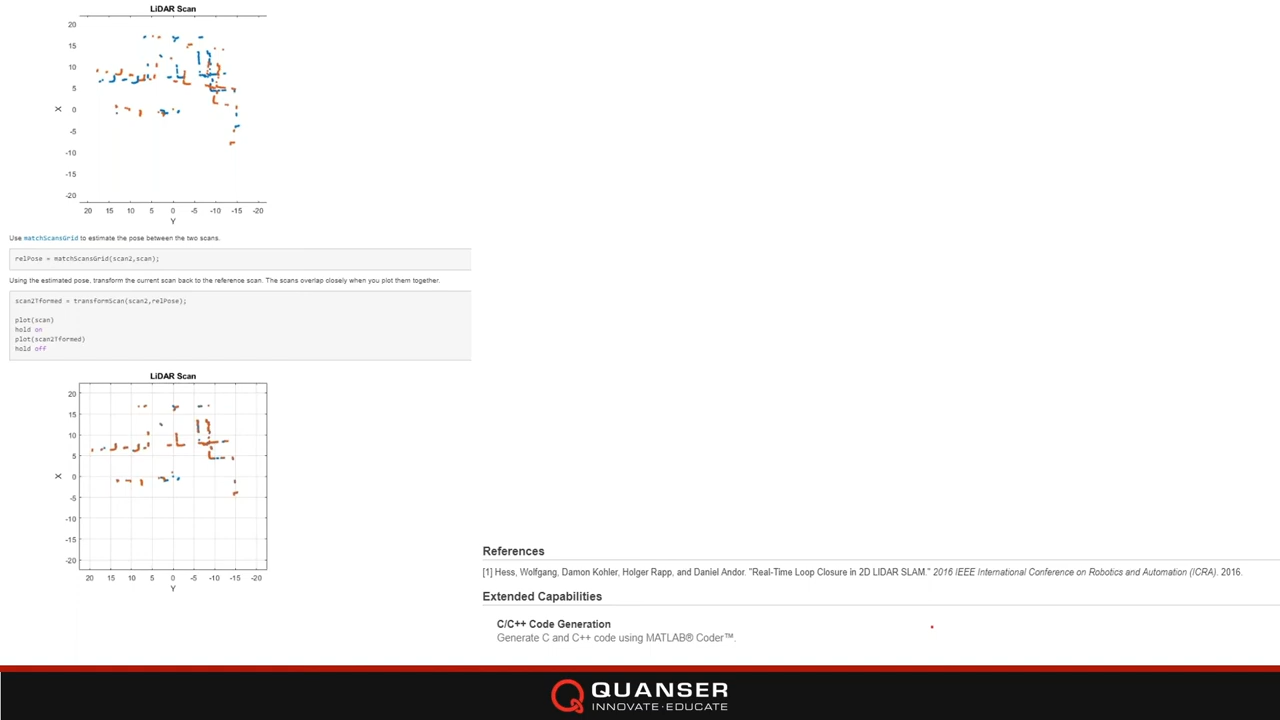 LiDAR Scan
20
15
10
5
0
-5
-10
-15
-20
X
20 15 10 5 0 -5 -10 -15 -20
Y
Use matchScansGrid to estimate the pose between the two scans.
relPose = matchScansGrid(scan2,scan);
Using the estimated pose, transform the current scan back to the reference scan. The scans overlap closely when you plot them together.
scan2Tformed = transformScan(scan2,relPose);
plot(scan)
hold on
plot(scan2Tformed)
hold off
LiDAR Scan
20
15
10
5
0
-5
-10
-15
-20
X
20 15 10 5 0 -5 -10 -15 -20
Y
References
[1] Hess, Wolfgang, Damon Kohler, Holger Rapp, and Daniel Andor. "Real-Time Loop Closure in 2D LIDAR SLAM." 2016 IEEE International Conference on Robotics and Automation (ICRA). 2016.
Extended Capabilities
C/C++ Code Generation
Generate C and C++ code using MATLAB® Coder™.
QUANSER
INNOVATE·EDUCATE